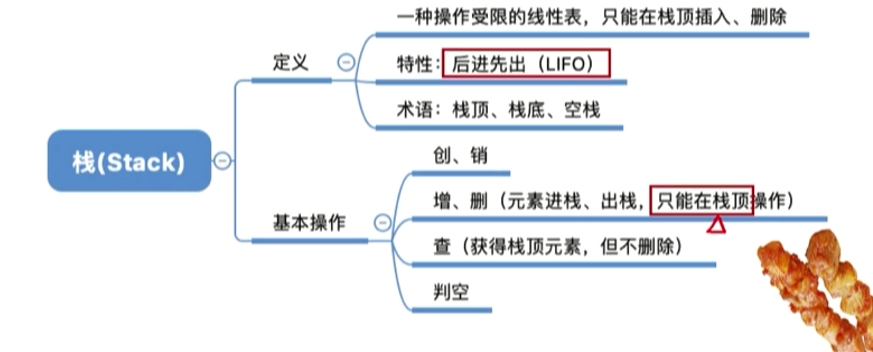 栈(Stack)
定义
一种操作受限的线性表，只能在栈顶插入、删除
特性：后进先出（LIFO）
术语：栈顶、栈底、空栈
基本操作
创、销
增、删（元素进栈、出栈，只能在栈顶操作）
查（获得栈顶元素，但不删除）
判空